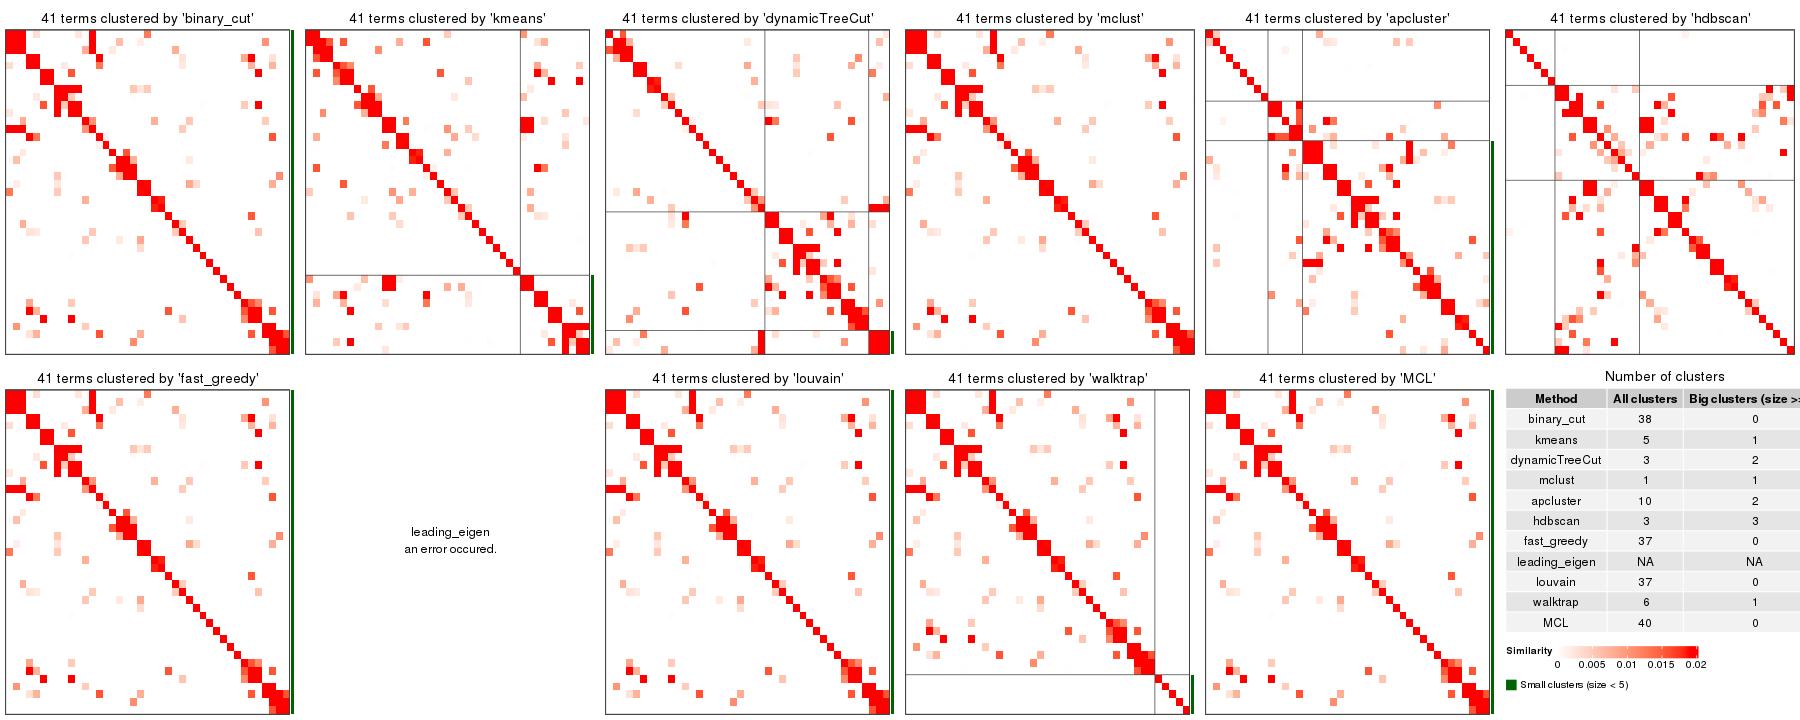 41 terms clustered by 'binary_cut'
41 terms clustered by 'kmeans'
41 terms clustered by 'dynamicTreeCut'
41 terms clustered by 'mclust'
41 terms clustered by 'apcluster'
41 terms clustered by 'hdbscan'
41 terms clustered by 'fast_greedy'
leading_eigen
an error occured.
41 terms clustered by 'louvain'
41 terms clustered by 'walktrap'
41 terms clustered by 'MCL'
Number of clusters
Method All clusters Big clusters (size >=
binary_cut 38 0
kmeans 5 1
dynamicTreeCut 3 2
mclust 1 1
apcluster 10 2
hdbscan 3 3
fast_greedy 37 0
leading_eigen NA NA
louvain 37 0
walktrap 6 1
MCL 40 0
Similarity
0 0.005 0.01 0.015 0.02
Small clusters (size < 5)